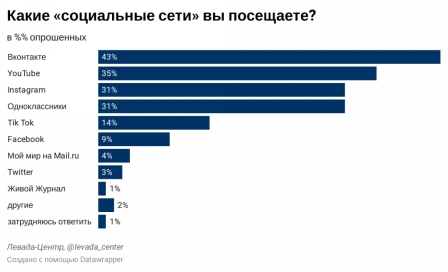 Какие «социальные сети» вы посещаете?
в %% опрошенных
Вконтакте 43%
YouTube 35%
Instagram 31%
Одноклассники 31%
Tik Tok 14%
Facebook 9%
Мой мир на Mail.ru 4%
Twitter 3%
Живой Журнал 1%
другие 2%
затрудняюсь ответить 1%
Левада-Центр, @levada_center
Создано с помощью Datawrapper